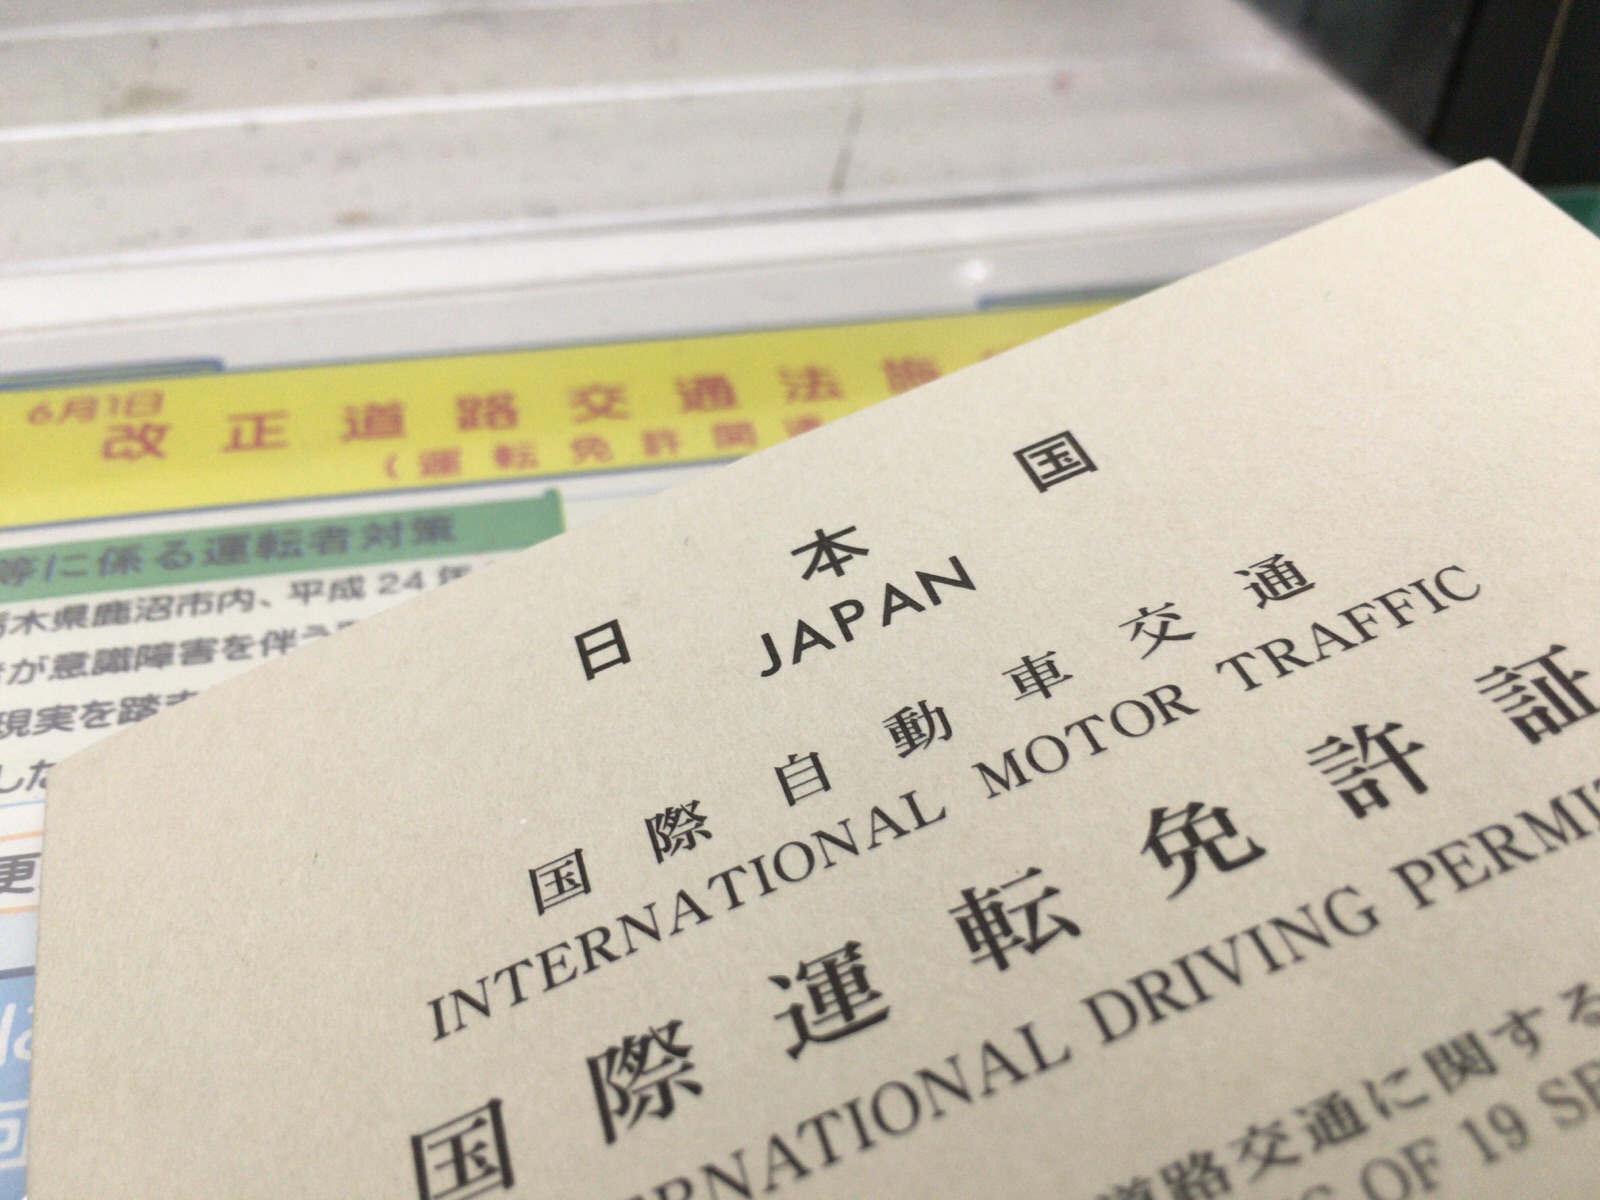 6月1日
改正道路交通法施
(運転免許関連
等に係る運転者対策
木県鹿沼市内、平成24年
が意識障害を伴う
現実を踏ま
した
更
日本国
JAPAN
国際自動車交通
INTERNATIONAL MOTOR TRAFFIC
国際運転免許証
INTERNATIONAL DRIVING PERMIT
道路交通に関する
OF 19 SE